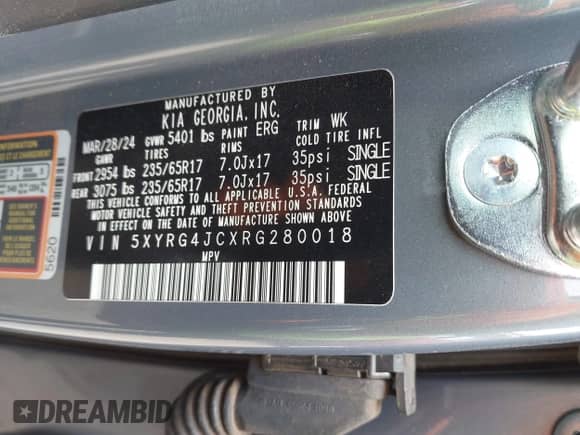 MANUFACTURED BY
KIA GEORGIA, INC.
MAR/28/24 GVWR 5401 lbs PAINT ERG TRIM WK
GAWR TIRES COLD TIRE INFL
FRONT 2954 lbs 235/65R17 7.0Jx17 35psi SINGLE
REAR 3075 lbs 235/65R17 7.0Jx17 35psi SINGLE
THIS VEHICLE CONFORMS TO ALL APPLICABLE U.S.A. FEDERAL
MOTOR VEHICLE SAFETY, BUMPER, AND THEFT PREVENTION STANDARDS
IN EFFECT ON THE DATE OF MANUFACTURE SHOWN ABOVE.
VIN 5XYRG4JCXRG280018
MPV
INFORMATION
5620
DREAMBID